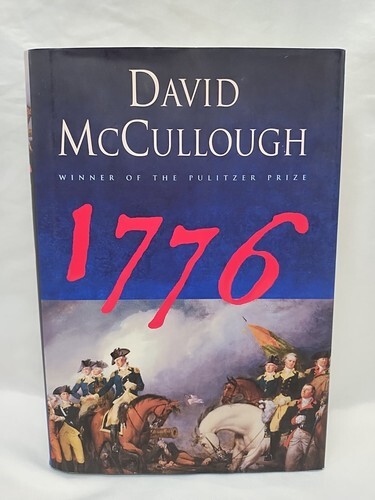 DAVID
MCCULLOUGH
WINNER OF THE PULITZER PRIZE
1776